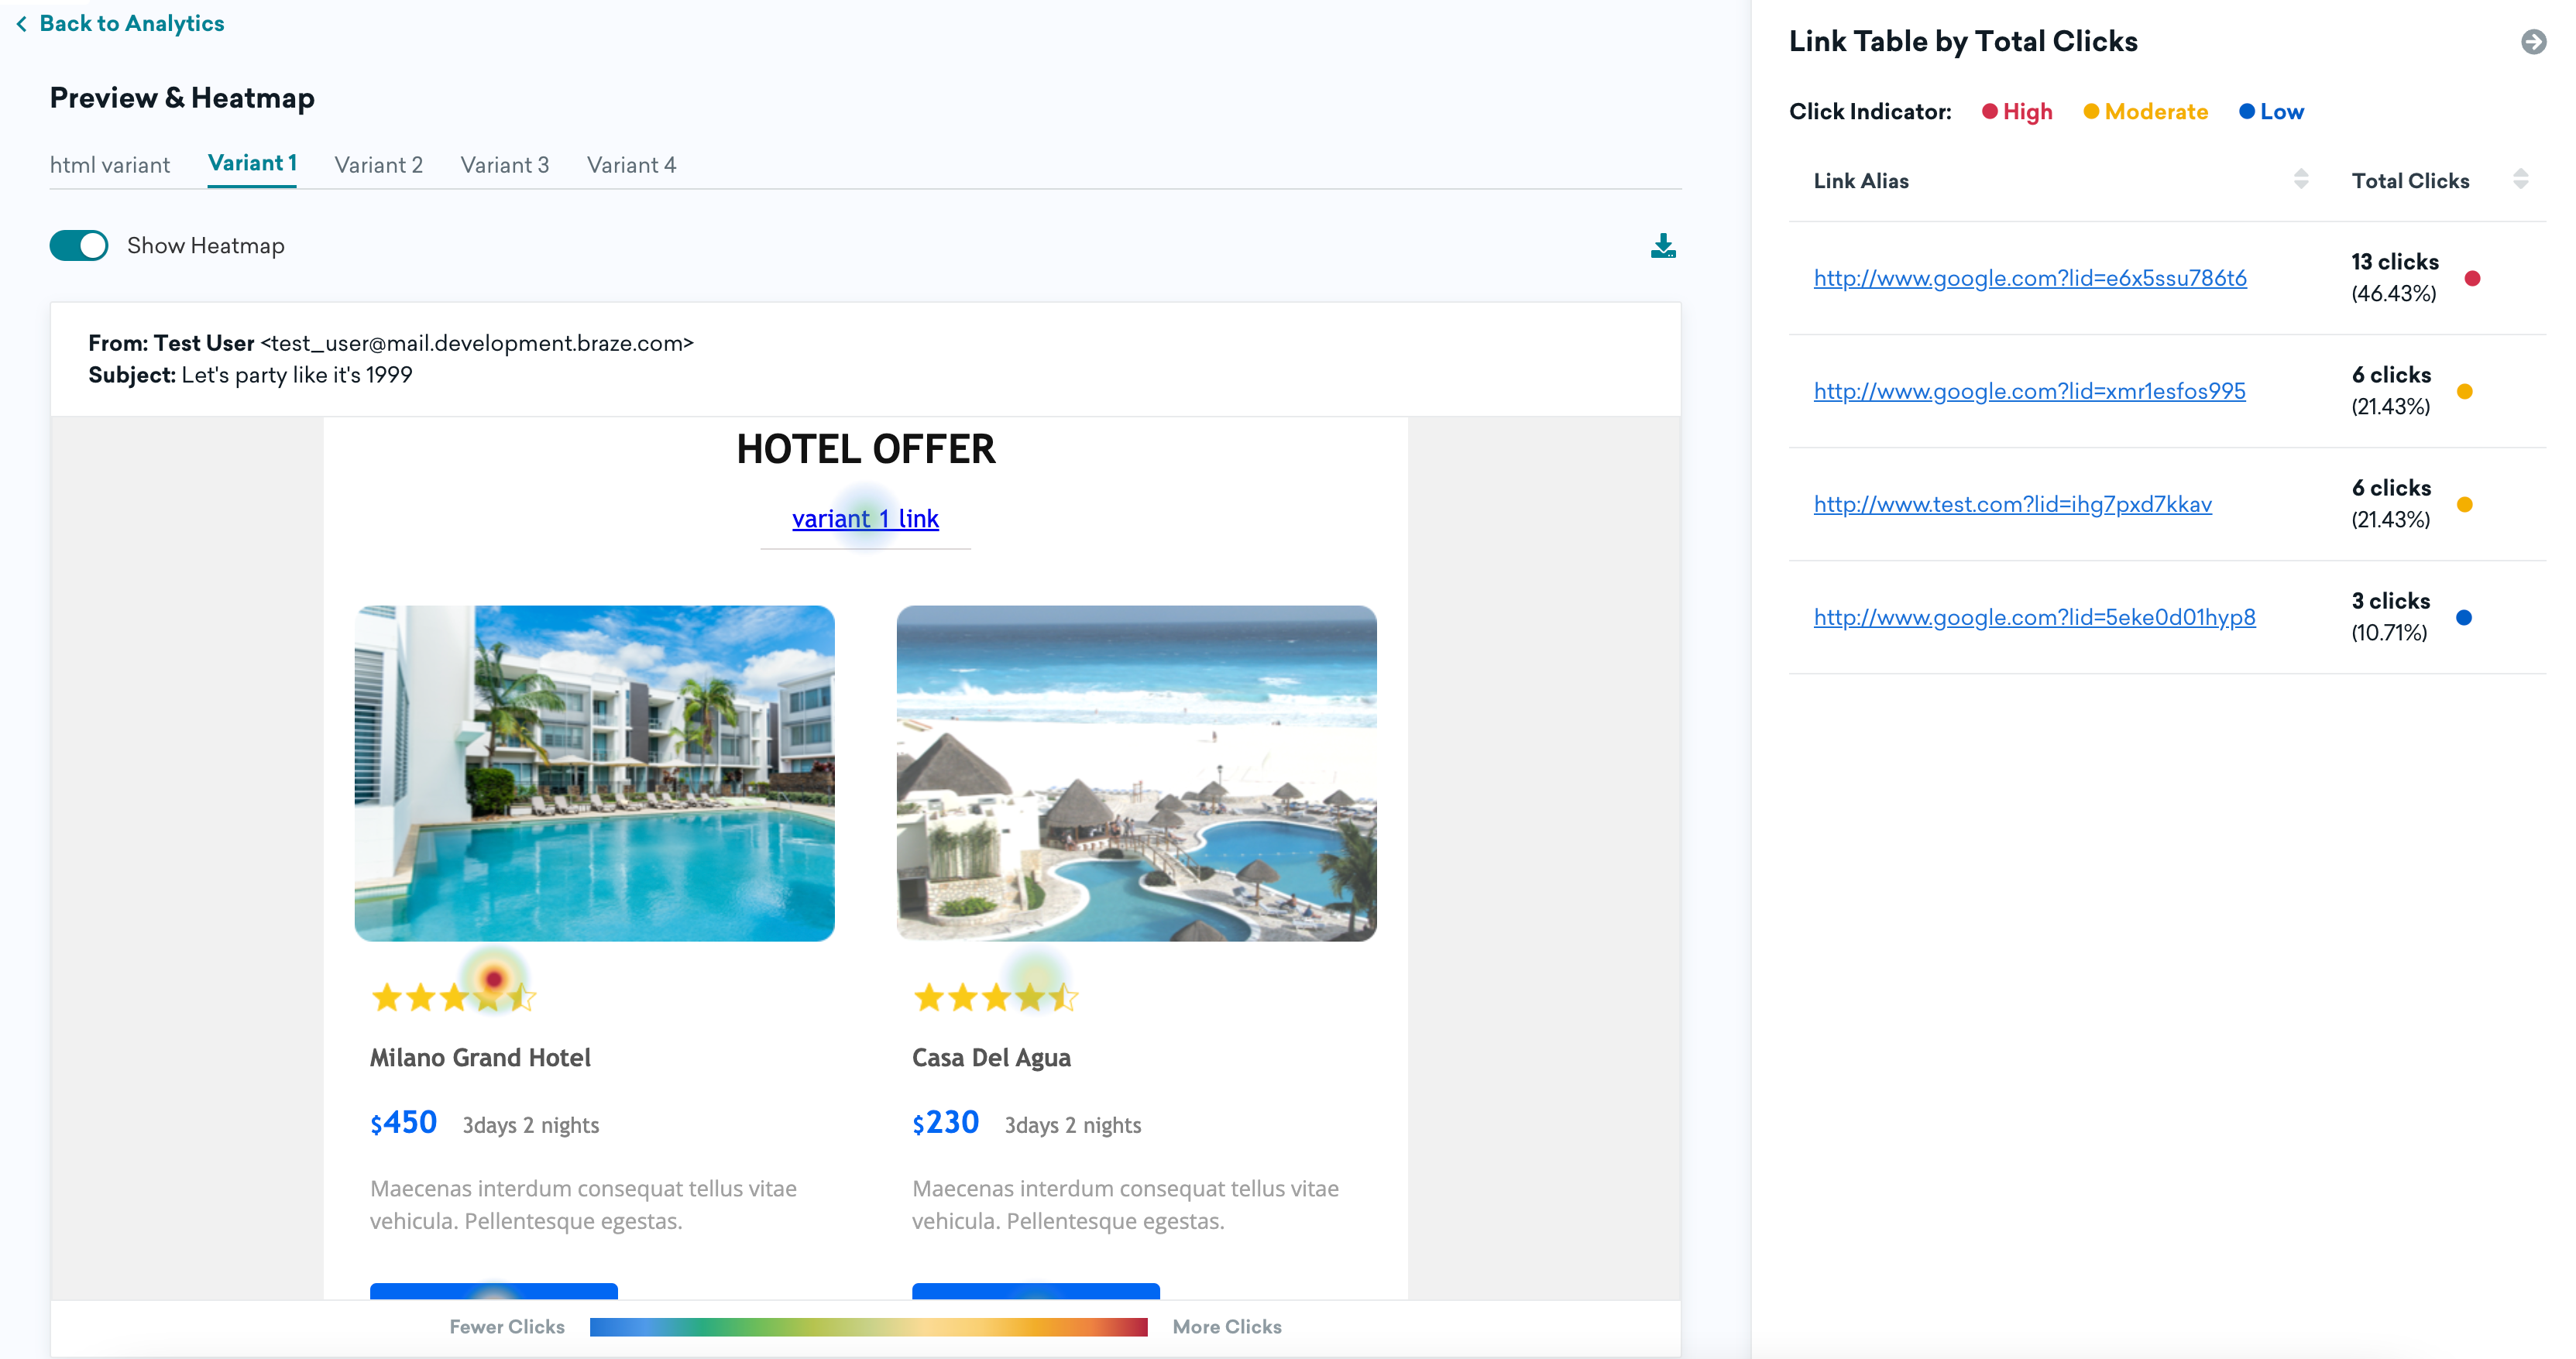 Back to Analytics
Preview & Heatmap
html variant Variant 1 Variant 2 Variant 3 Variant 4
Show Heatmap
From: Test User <test_user@mail.development.braze.com>
Subject: Let's party like it's 1999
HOTEL OFFER
variant 1 link
Milano Grand Hotel
$450 3days 2 nights
Maecenas interdum consequat tellus vitae
vehicula. Pellentesque egestas.
Casa Del Agua
$230 3days 2 nights
Maecenas interdum consequat tellus vitae
vehicula. Pellentesque egestas.
Fewer Clicks More Clicks
Link Table by Total Clicks
Click Indicator: High Moderate Low
Link Alias Total Clicks
http://www.google.com?lid=e6x5ssu786t6
13 clicks
(46.43%)
http://www.google.com?lid=xmr1esfos995
6 clicks
(21.43%)
http://www.test.com?lid=ihg7pxd7kkav
6 clicks
(21.43%)
http://www.google.com?lid=5eke0d01hyp8
3 clicks
(10.71%)